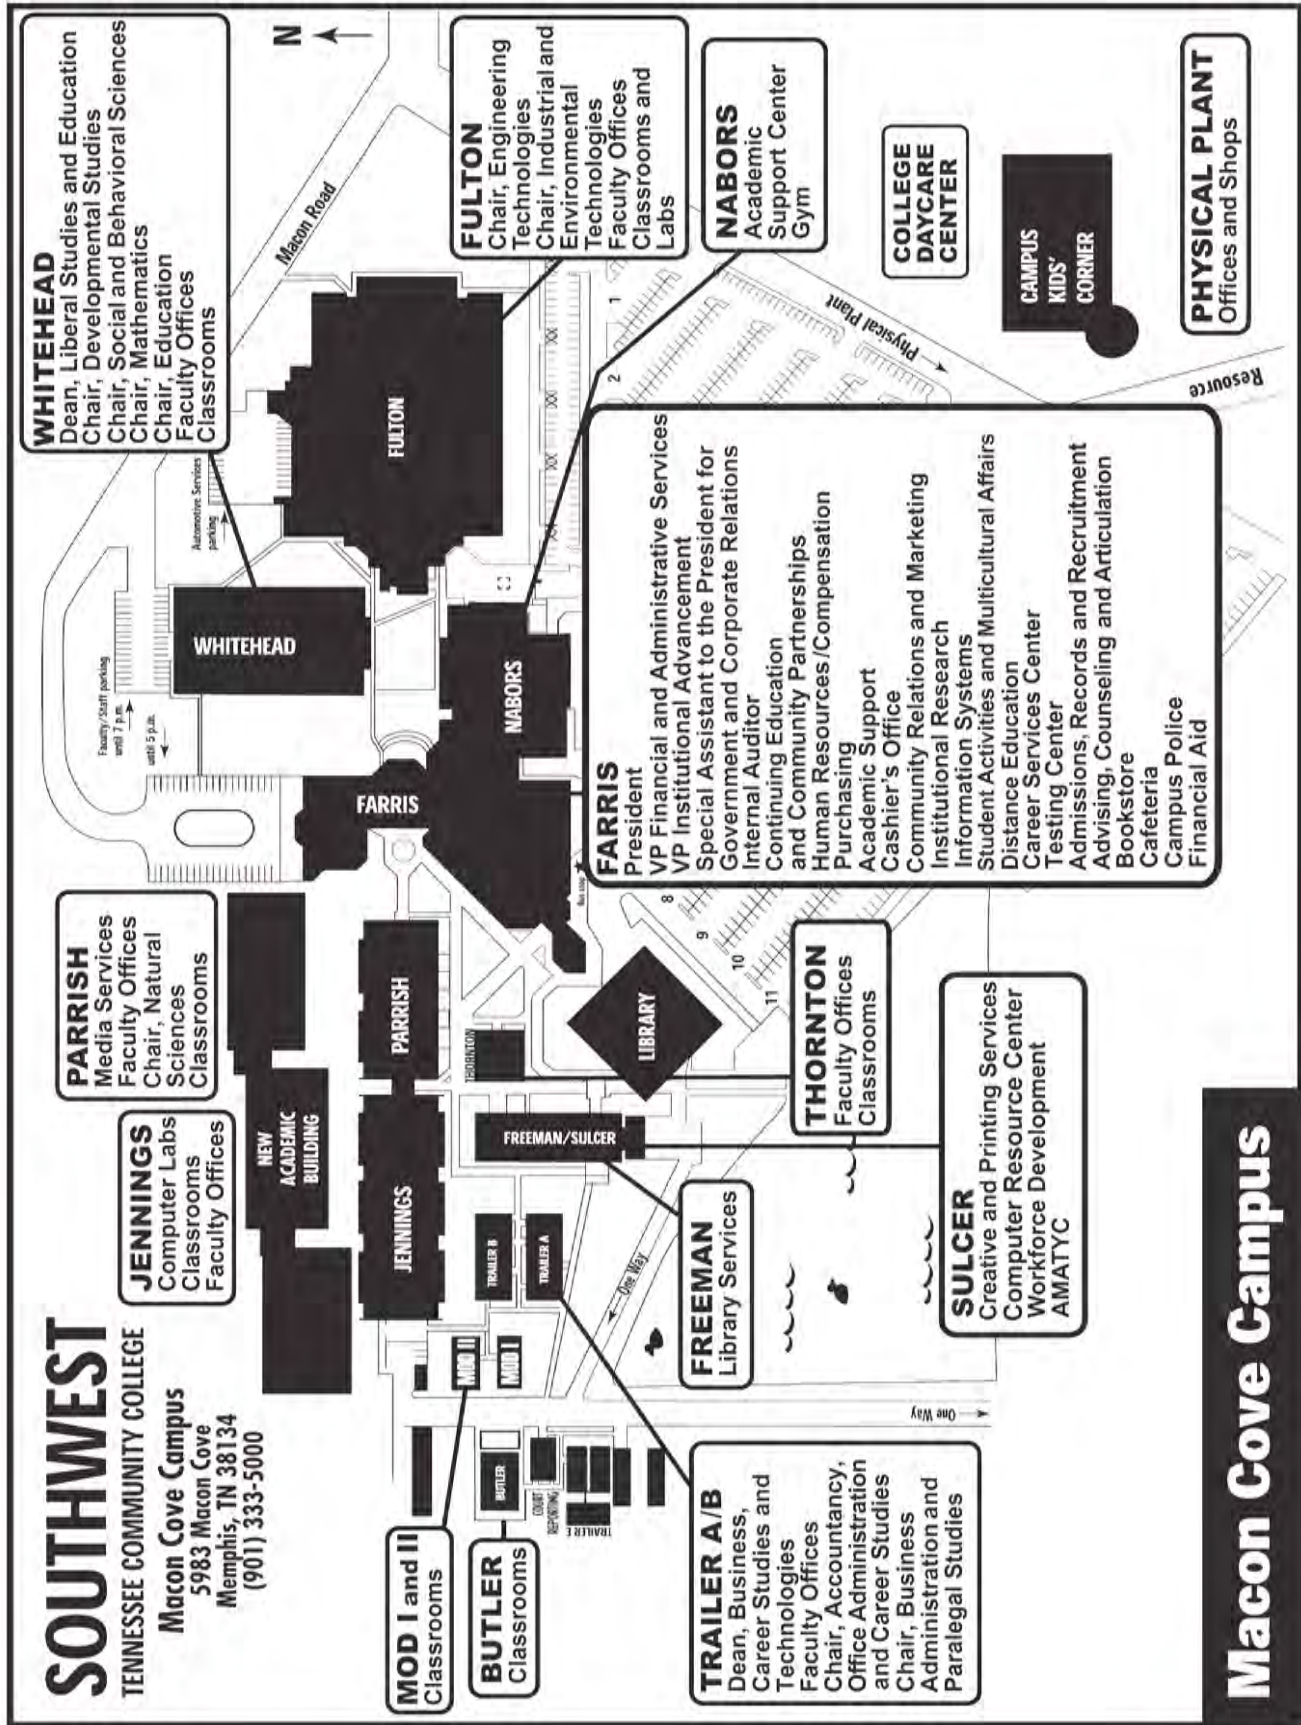 SOUTHWEST
TENNESSEE COMMUNITY COLLEGE
Macon Cove Campus
5983 Macon Cove
Memphis, TN 38134
(901) 333-5000
JENNINGS
Computer Labs
Classrooms
Faculty Offices
PARRISH
Media Services
Faculty Offices
Chair, Natural
Sciences
Classrooms
WHITEHEAD
Dean, Liberal Studies and Education
Chair, Developmental Studies
Chair, Social and Behavioral Sciences
Chair, Mathematics
Chair, Education
Faculty Offices
Classrooms
N
Faculty/Staff parking
until 7 p.m.
until 5 p.m.
Automotive Services
parking
Macon Road
NEW
ACADEMIC
BUILDING
WHITEHEAD
FARRIS
FULTON
JENNINGS
PARRISH
NABORS
THORNTON
FREEMAN/SULCER
LIBRARY
TRAILER B
TRAILER A
MOD II
MOD I
BUTLER
COURT
REPORTING
TRAILER E
Bus stop
XX
XX
XX
XX
1
2
8
9
10
11
One Way
One Way
Physical Plant
Resource
MOD I and II
Classrooms
BUTLER
Classrooms
TRAILER A/B
Dean, Business,
Career Studies and
Technologies
Faculty Offices
Chair, Accountancy,
Office Administration
and Career Studies
Chair, Business
Administration and
Paralegal Studies
FREEMAN
Library Services
SULCER
Creative and Printing Services
Computer Resource Center
Workforce Development
AMATYC
THORNTON
Faculty Offices
Classrooms
FARRIS
President
VP Financial and Administrative Services
VP Institutional Advancement
Special Assistant to the President for
Government and Corporate Relations
Internal Auditor
Continuing Education
and Community Partnerships
Human Resources/Compensation
Purchasing
Academic Support
Cashier's Office
Community Relations and Marketing
Institutional Research
Information Systems
Student Activities and Multicultural Affairs
Distance Education
Career Services Center
Testing Center
Admissions, Records and Recruitment
Advising, Counseling and Articulation
Bookstore
Cafeteria
Campus Police
Financial Aid
FULTON
Chair, Engineering
Technologies
Chair, Industrial and
Environmental
Technologies
Faculty Offices
Classrooms and
Labs
NABORS
Academic
Support Center
Gym
COLLEGE
DAYCARE
CENTER
CAMPUS
KIDS'
CORNER
PHYSICAL PLANT
Offices and Shops
Macon Cove Campus